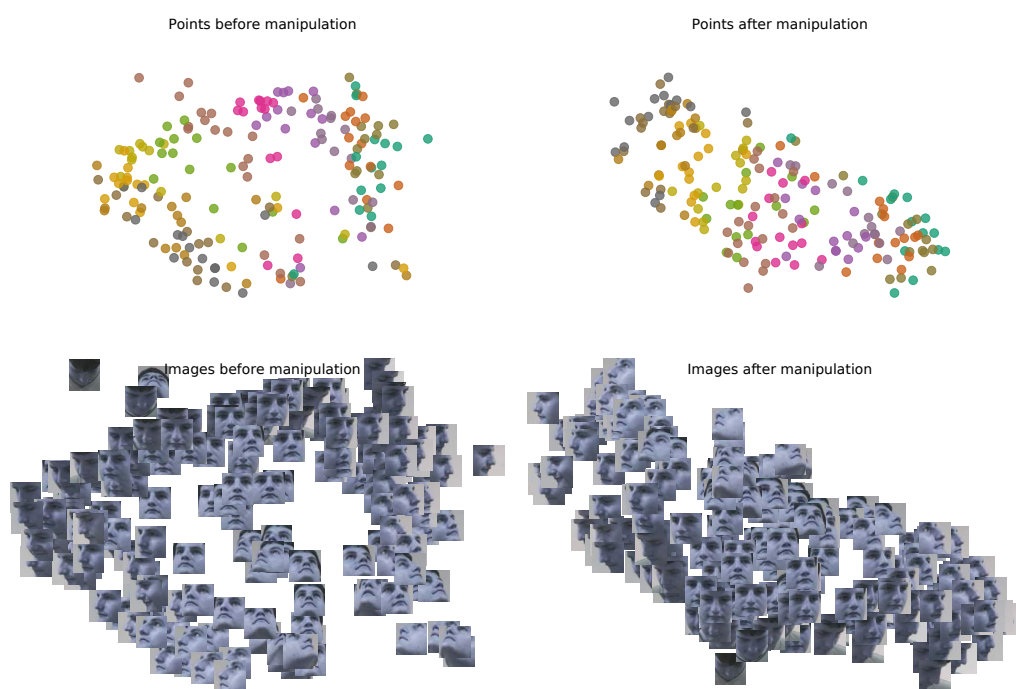 Points before manipulation
Points after manipulation
Images before manipulation
Images after manipulation